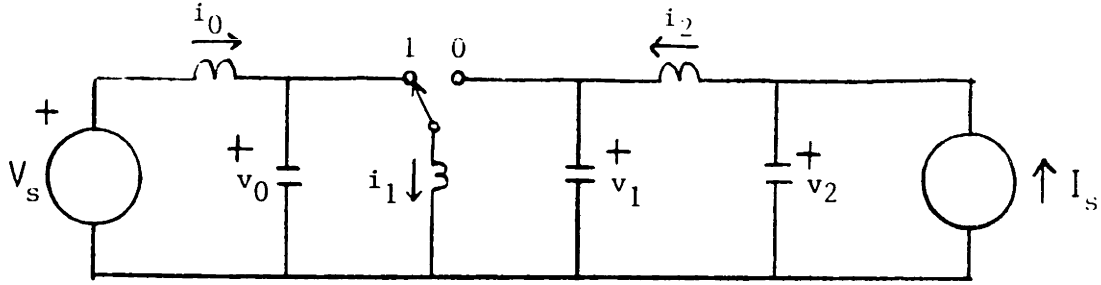 i₀ 1 0 i₂
+ + + +
Vₛ v₀ i₁ v₁ v₂ Iₛ